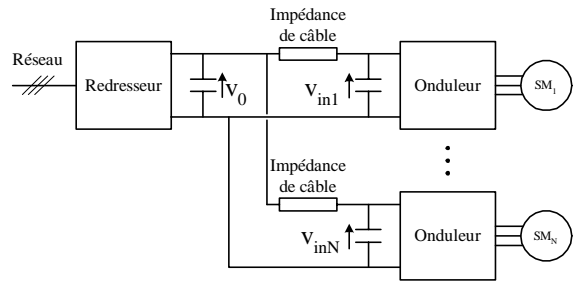 Impédance
de câble
Réseau
Redresseur
V0
Vin1
Onduleur
SM1
Impédance
de câble
VinN
Onduleur
SMN